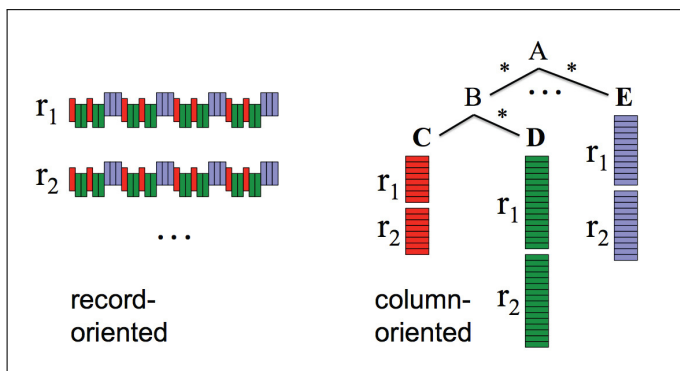 r1
r2
...
record-
oriented
A
* *
B ... E
*
C D
r1
r1
r1
r2
r2
r2
column-
oriented